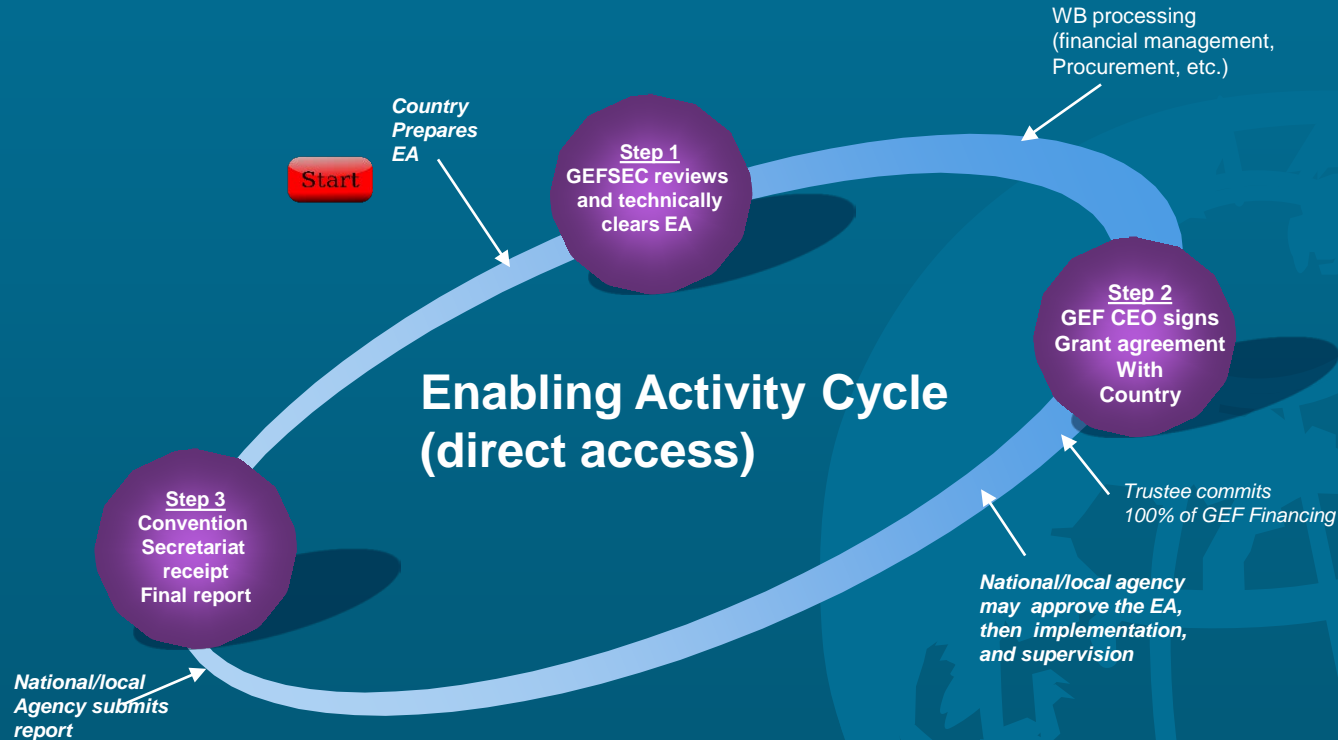 WB processing
(financial management,
Procurement, etc.)
Country
Prepares
EA
Start
Step 1
GEFSEC reviews
and technically
clears EA
Step 2
GEF CEO signs
Grant agreement
With
Country
Enabling Activity Cycle
(direct access)
Step 3
Convention
Secretariat
receipt
Final report
Trustee commits
100% of GEF Financing
National/local agency
may approve the EA,
then implementation,
and supervision
National/local
Agency submits
report